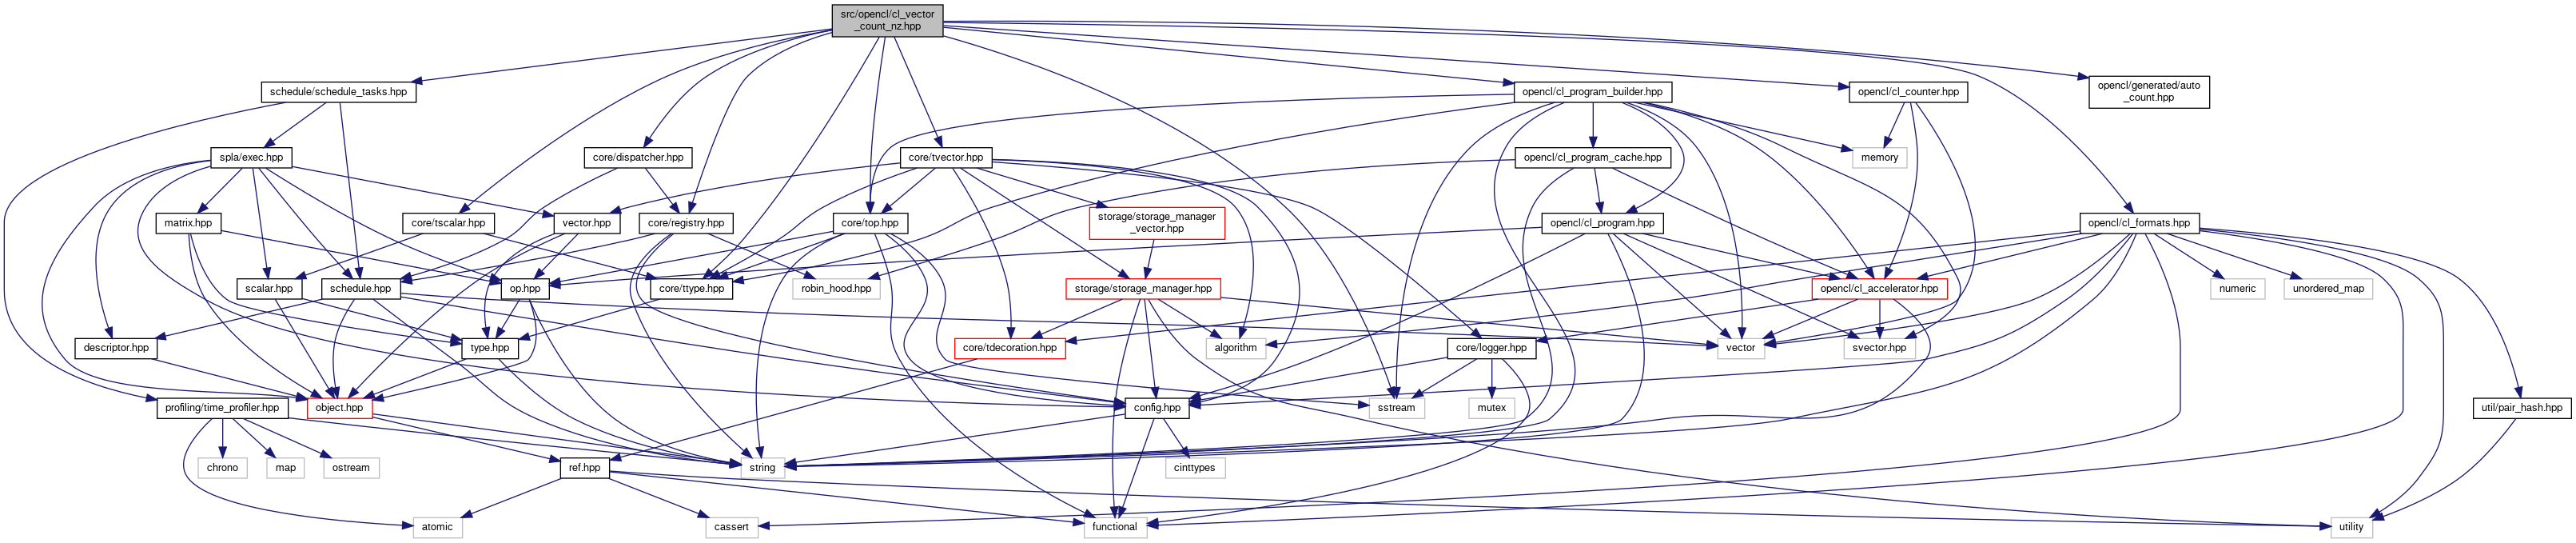 src/opencl/cl_vector
_count_nz.hpp
schedule/schedule_tasks.hpp
opencl/cl_program_builder.hpp
opencl/cl_counter.hpp
opencl/generated/auto
_count.hpp
spla/exec.hpp
core/dispatcher.hpp
core/tvector.hpp
opencl/cl_program_cache.hpp
memory
matrix.hpp
core/tscalar.hpp
vector.hpp
core/registry.hpp
core/top.hpp
storage/storage_manager
_vector.hpp
opencl/cl_program.hpp
opencl/cl_formats.hpp
scalar.hpp
schedule.hpp
op.hpp
core/ttype.hpp
robin_hood.hpp
storage/storage_manager.hpp
opencl/cl_accelerator.hpp
numeric
unordered_map
descriptor.hpp
type.hpp
core/tdecoration.hpp
algorithm
core/logger.hpp
vector
svector.hpp
profiling/time_profiler.hpp
object.hpp
config.hpp
sstream
mutex
util/pair_hash.hpp
chrono
map
ostream
ref.hpp
string
cinttypes
atomic
cassert
functional
utility